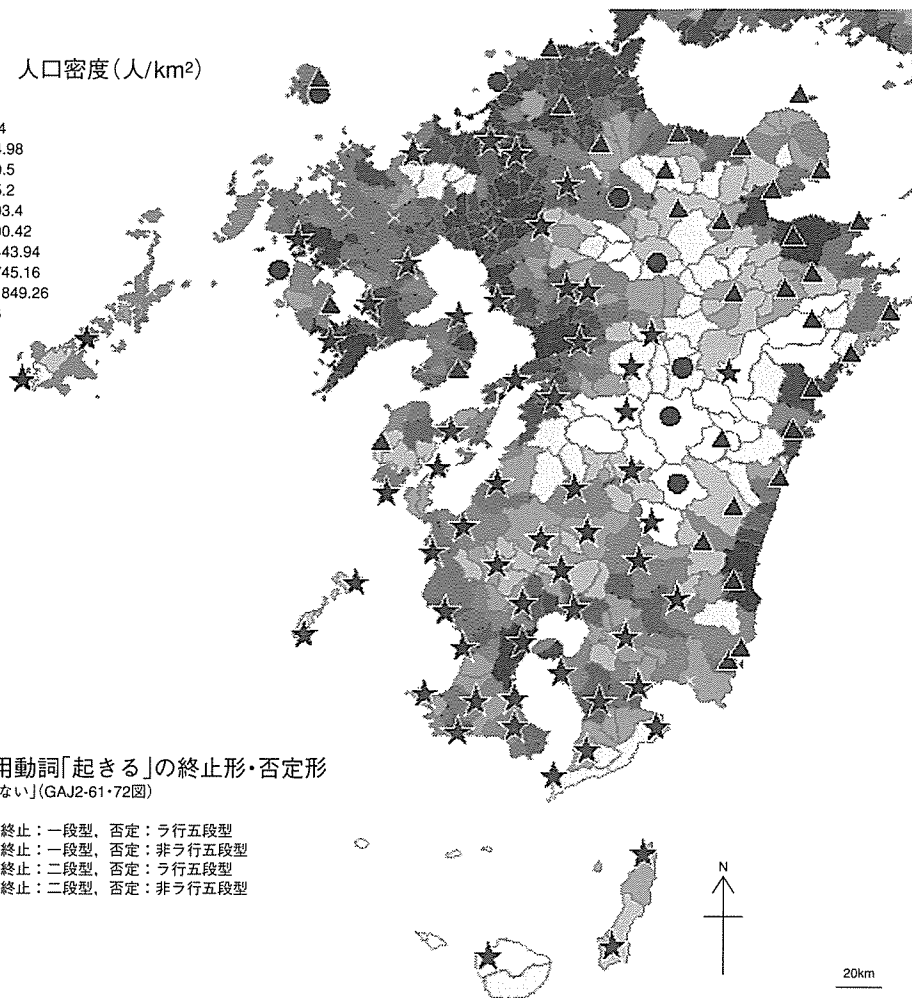 人口密度(人/km²)
4
.98
.5
.2
3.4
0.42
43.94
745.16
849.26
用動詞「起きる」の終止形・否定形
ない」(GAJ2-61・72図)
終止：一段型，否定：ラ行五段型
終止：一段型，否定：非ラ行五段型
終止：二段型，否定：ラ行五段型
終止：二段型，否定：非ラ行五段型
N
20km